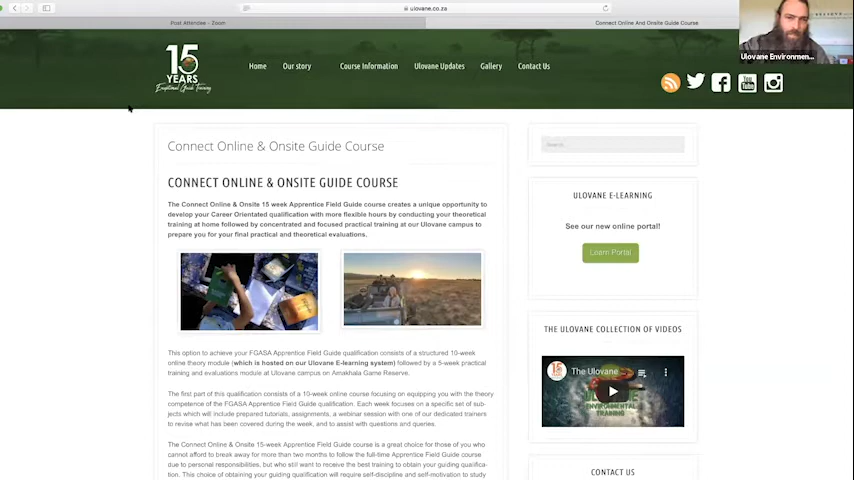 ulovane.co.za
Post Attendee - Zoom
Connect Online And Onsite Guide Course
Ulovane Environmen...
15
YEARS
Exceptional Guide Training
Home
Our story
Course Information
Ulovane Updates
Gallery
Contact Us
You
Tube
Connect Online & Onsite Guide Course
CONNECT ONLINE & ONSITE GUIDE COURSE
The Connect Online & Onsite 15 week Apprentice Field Guide course creates a unique opportunity to
develop your Career Orientated qualification with more flexible hours by conducting your theoretical
training at home followed by concentrated and focused practical training at our Ulovane campus to
prepare you for your final practical and theoretical evaluations.
This option to achieve your FGASA Apprentice Field Guide qualification consists of a structured 10-week
online theory module (which is hosted on our Ulovane E-learning system) followed by a 5-week practical
training and evaluations module at Ulovane campus on Amakhala Game Reserve.
The first part of this qualification consists of a 10-week online course focusing on equipping you with the theory
competence of the FGASA Apprentice Field Guide qualification. Each week focuses on a specific set of sub-
jects which will include prepared tutorials, assignments, a webinar session with one of our dedicated trainers
to revise what has been covered during the week, and to assist with questions and queries.
The Connect Online & Onsite 15-week Apprentice Field Guide course is a great choice for those of you who
cannot afford to break away for more than two months to follow the full-time Apprentice Field Guide course
due to personal responsibilities, but who still want to receive the best training to obtain your guiding qualifica-
tion. This choice of obtaining your guiding qualification will require self-discipline and self-motivation to study
Search...
ULOVANE E-LEARNING
See our new online portal!
Learn Portal
THE ULOVANE COLLECTION OF VIDEOS
The Ulovane
ULOVANE
ENVIRONMENTAL
TRAINING
CONTACT US